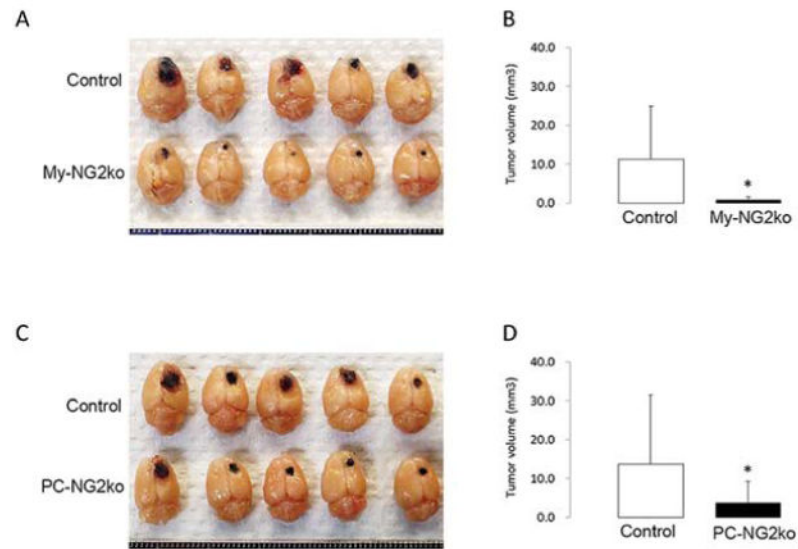 A
Control
My-NG2ko
B
Tumor volume (mm3)
40.0
30.0
20.0
10.0
0.0
*
Control
My-NG2ko
C
Control
PC-NG2ko
D
Tumor volume (mm3)
40.0
30.0
20.0
10.0
0.0
*
Control
PC-NG2ko